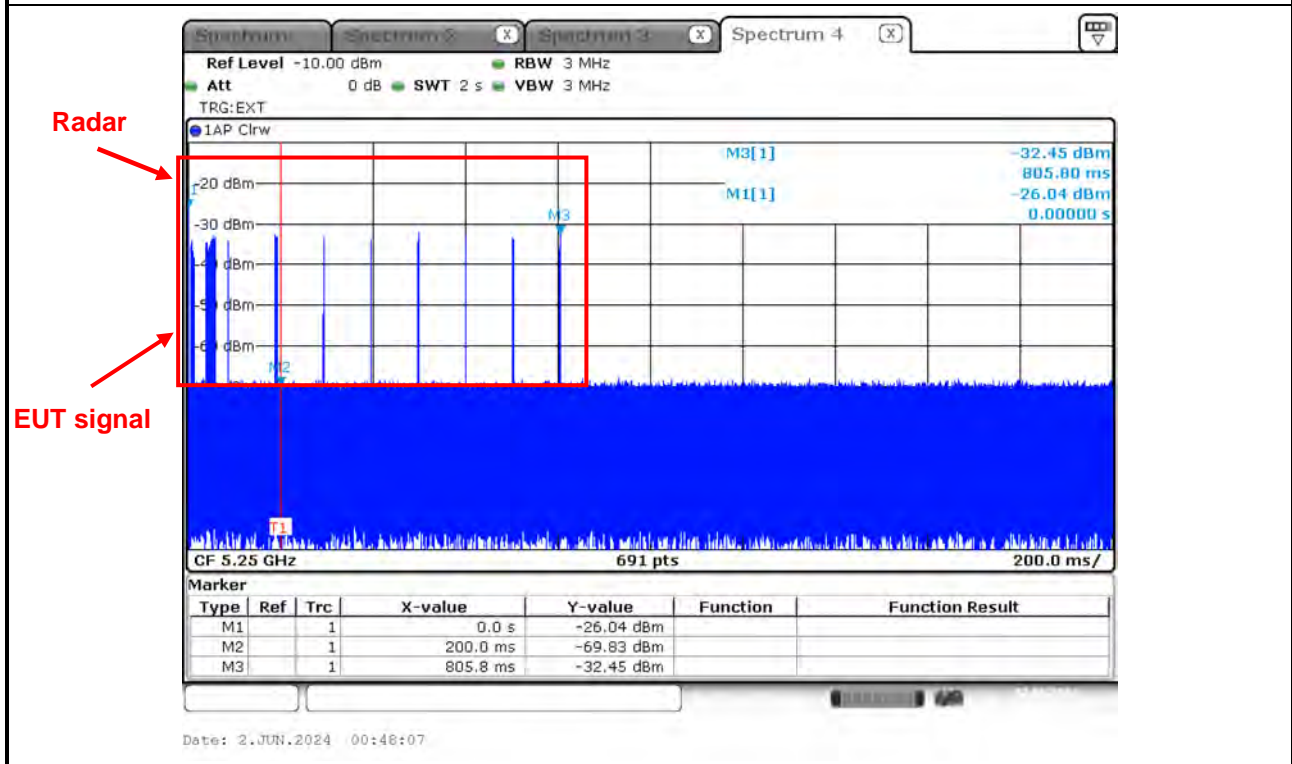 Spectrum 2 X Spectrum 3 X Spectrum 4 X
Ref Level -10.00 dBm RBW 3 MHz
Att 0 dB SWT 2 s VBW 3 MHz
TRG:EXT
Radar
1AP Clrw
M3[1] -32.45 dBm
805.80 ms
-20 dBm
M1[1] -26.04 dBm
0.00000 s
M3
-30 dBm
dBm
dBm
dBm
M2
EUT signal
T1
CF 5.25 GHz 691 pts 200.0 ms/
Marker
Type Ref Trc X-value Y-value Function Function Result
M1 1 0.0 s -26.04 dBm
M2 1 200.0 ms -69.83 dBm
M3 1 805.8 ms -32.45 dBm
Date: 2.JUN.2024 00:48:07